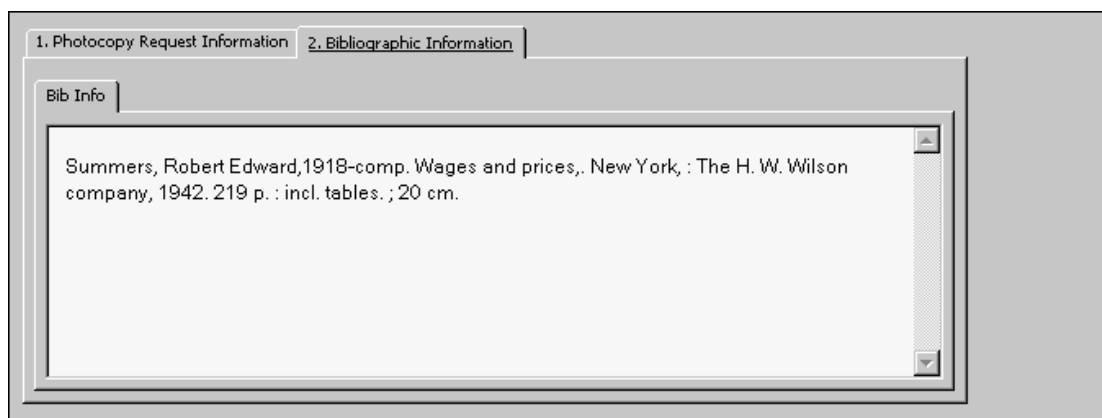 1. Photocopy Request Information 2. Bibliographic Information
Bib Info
Summers, Robert Edward,1918-comp. Wages and prices,. New York, : The H. W. Wilson
company, 1942. 219 p. : incl. tables. ; 20 cm.